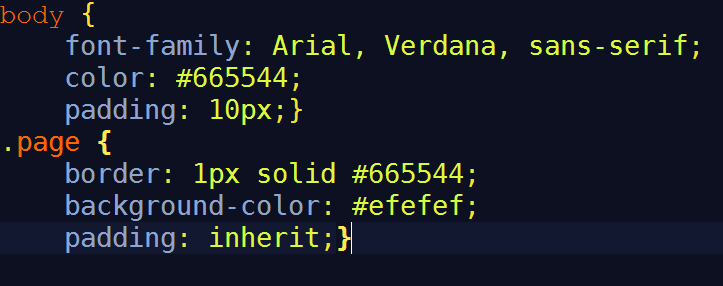 body {
    font-family: Arial, Verdana, sans-serif;
    color: #665544;
    padding: 10px;}
.page {
    border: 1px solid #665544;
    background-color: #efefef;
    padding: inherit;}